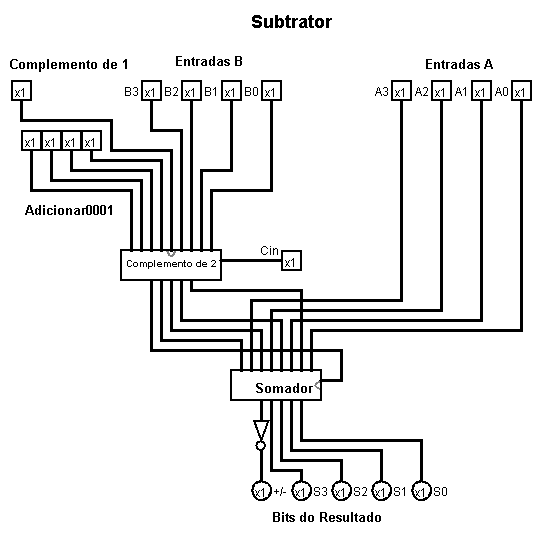 Subtrator
Complemento de 1 Entradas B Entradas A
x1 B3 x1 B2 x1 B1 x1 B0 x1 A3 x1 A2 x1 A1 x1 A0 x1
x1 x1 x1 x1
Adicionar0001
Cin
Complemento de 2 x1
Somador
x1 +/- x1 S3 x1 S2 x1 S1 x1 S0
Bits do Resultado